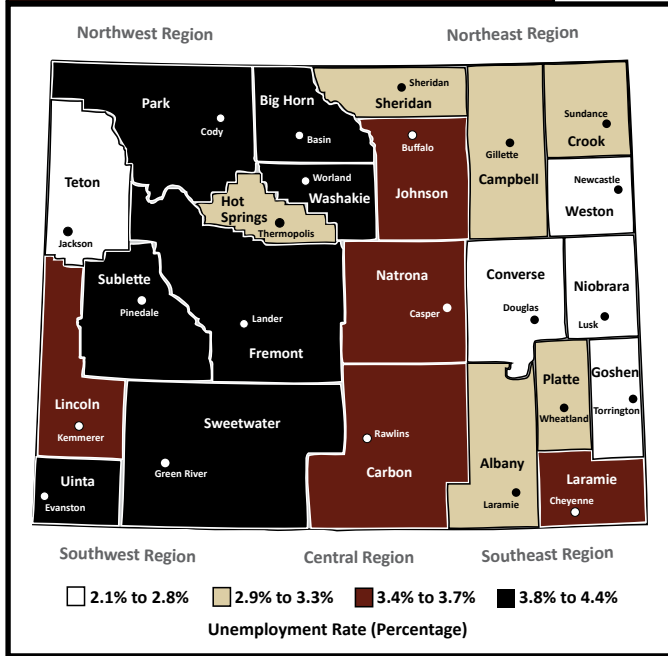 Northwest Region
Northeast Region
Park
Cody
Big Horn
Basin
Sheridan
Sheridan
Sundance
Crook
Buffalo
Gillette
Campbell
Teton
Jackson
Worland
Washakie
Johnson
Newcastle
Weston
Hot
Springs
Thermopolis
Sublette
Pinedale
Natrona
Casper
Converse
Douglas
Niobrara
Lusk
Lander
Fremont
Lincoln
Kemmerer
Sweetwater
Green River
Rawlins
Carbon
Platte
Wheatland
Goshen
Torrington
Uinta
Evanston
Albany
Laramie
Laramie
Cheyenne
Southwest Region
Central Region
Southeast Region
2.1% to 2.8%
2.9% to 3.3%
3.4% to 3.7%
3.8% to 4.4%
Unemployment Rate (Percentage)